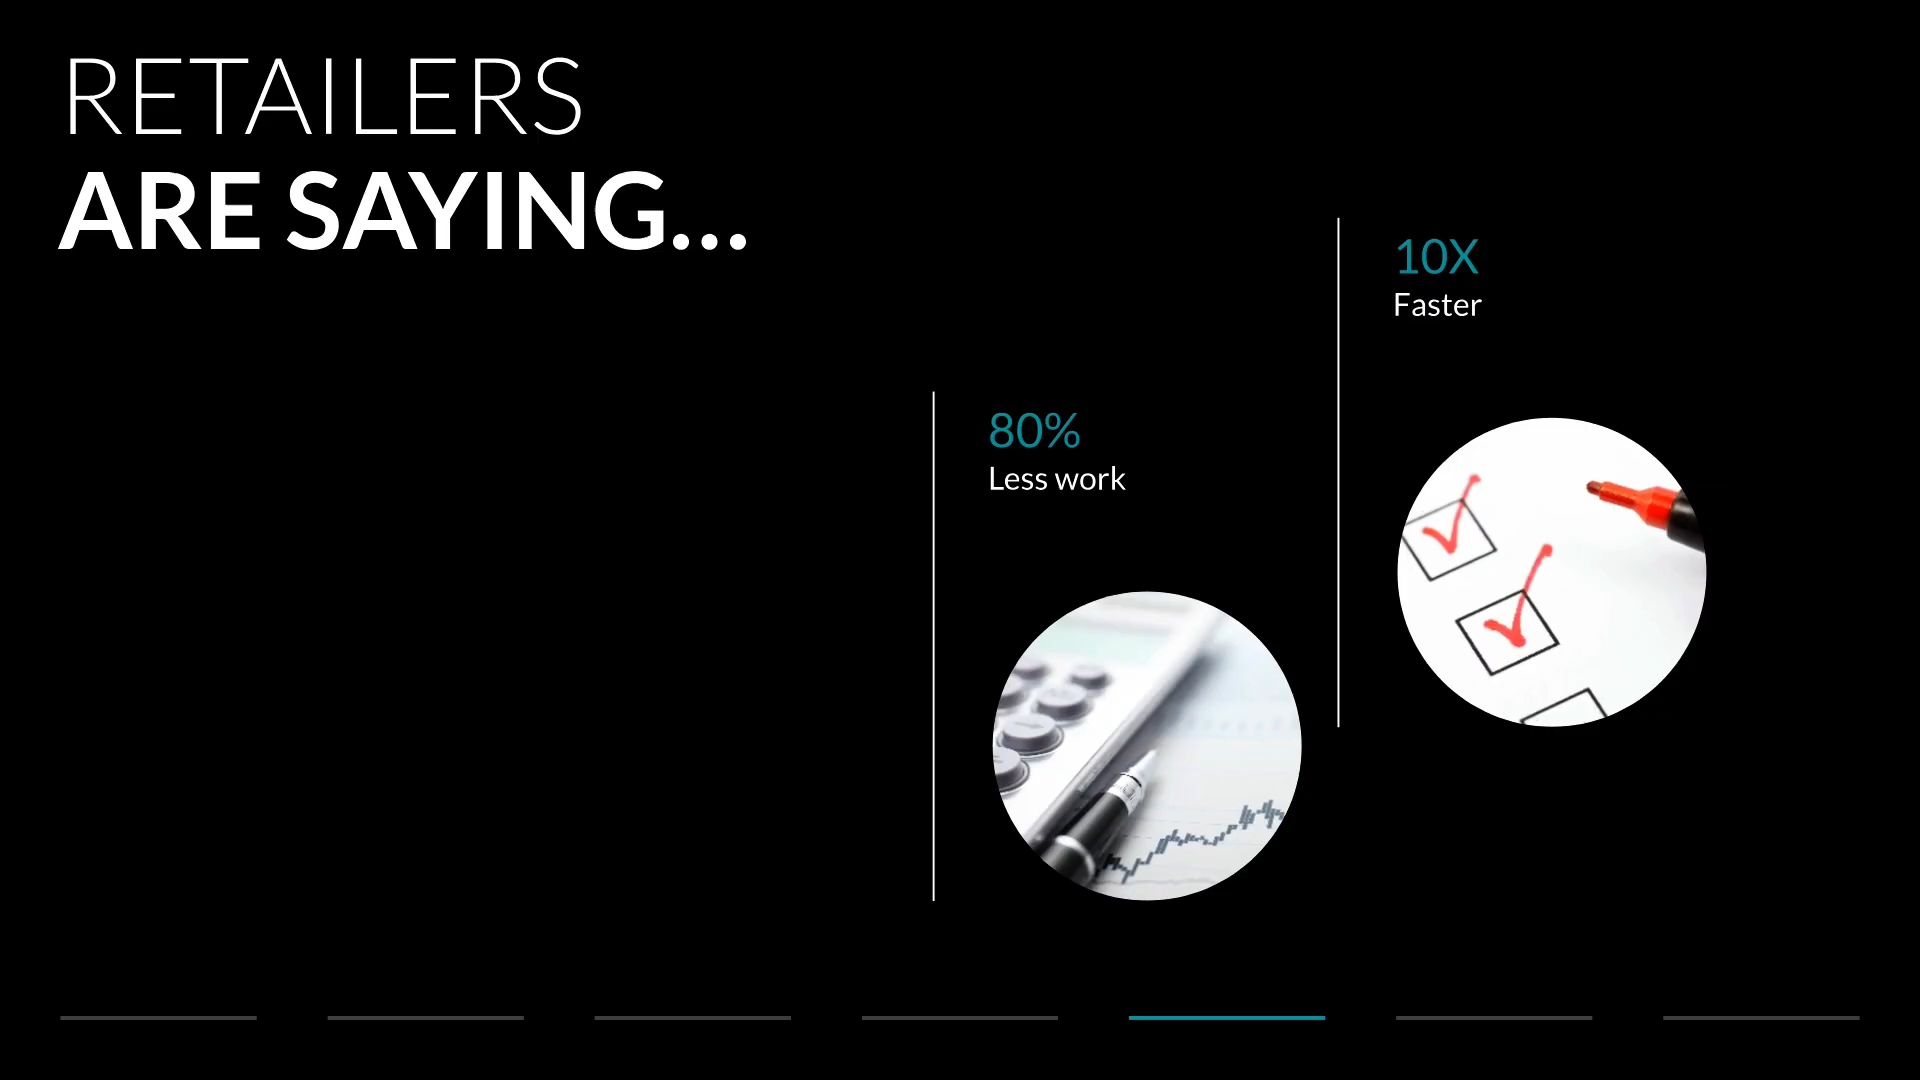 RETAILERS
ARE SAYING...
10X
Faster
80%
Less work